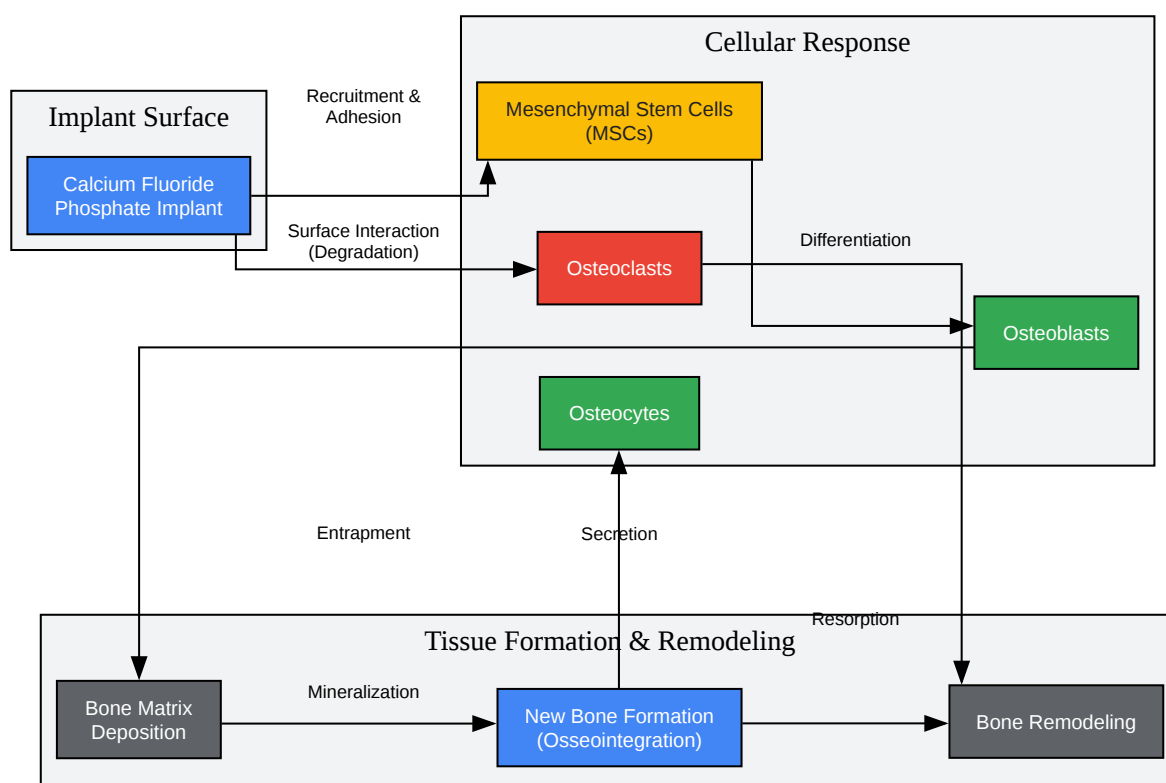 Cellular Response
Recruitment &
Adhesion
Mesenchymal Stem Cells
(MSCs)
Implant Surface
Calcium Fluoride
Phosphate Implant
Surface Interaction
(Degradation)
Differentiation
Osteoclasts
Osteoblasts
Osteocytes
Entrapment
Secretion
Resorption
Tissue Formation & Remodeling
Mineralization
Bone Matrix
Deposition
New Bone Formation
(Osseointegration)
Bone Remodeling